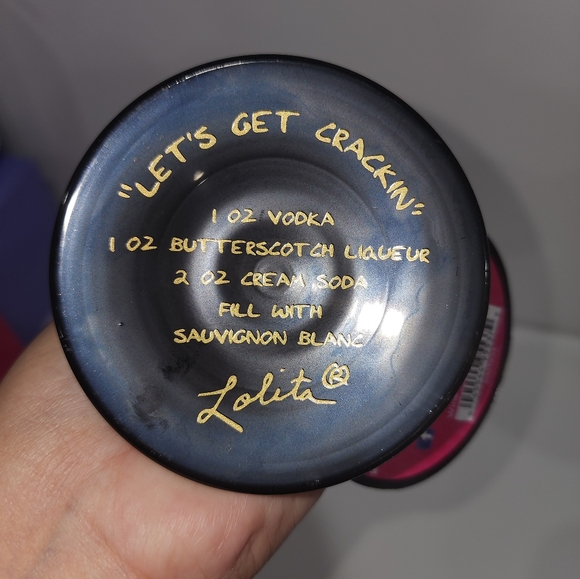 "LET'S GET CRACKIN'"
1 OZ VODKA
1 OZ BUTTERSCOTCH LIQUEUR
2 OZ CREAM SODA
FILL WITH
SAUVIGNON BLANC
Lolita®